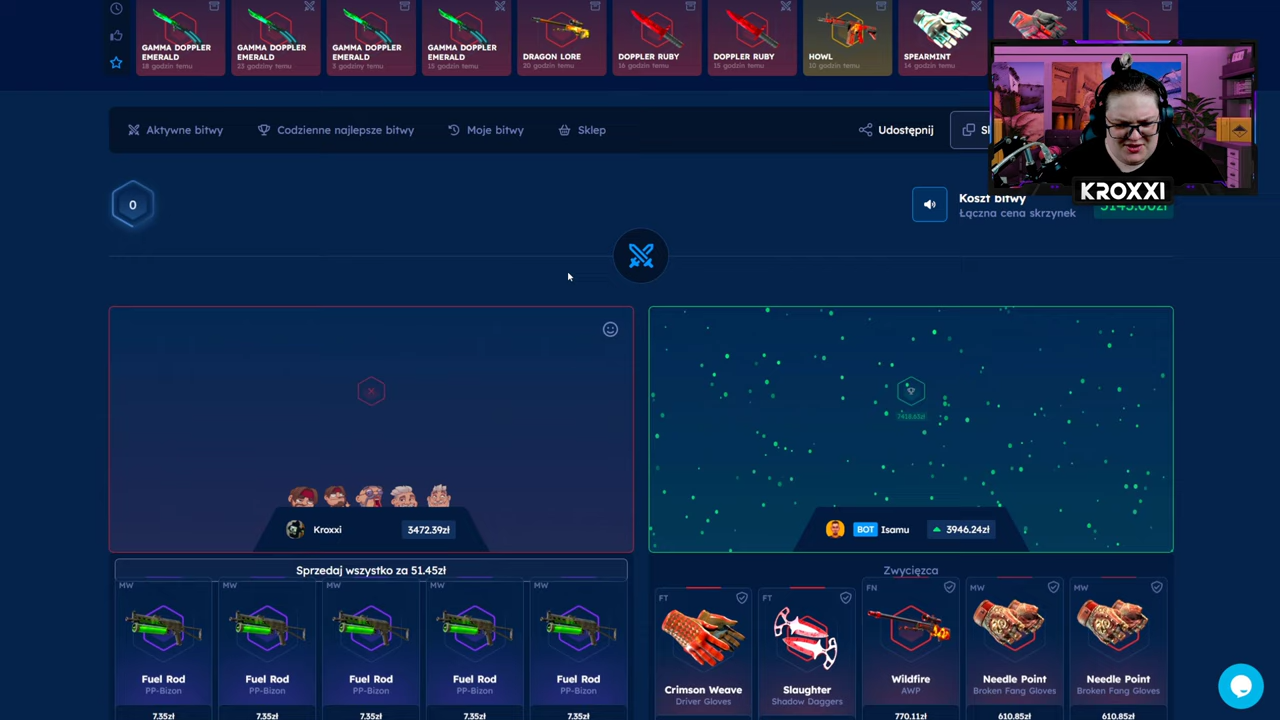 GAMMA DOPPLER EMERALD
18 godzin temu
GAMMA DOPPLER EMERALD
23 godziny temu
GAMMA DOPPLER EMERALD
3 godziny temu
GAMMA DOPPLER EMERALD
15 godzin temu
DRAGON LORE
20 godzin temu
DOPPLER RUBY
16 godzin temu
DOPPLER RUBY
15 godzin temu
HOWL
10 godzin temu
SPEARMINT
14 godzin temu
Aktywne bitwy
Codzienne najlepsze bitwy
Moje bitwy
Sklep
Udostępnij
KROXXI
0
Koszt bitwy
Łączna cena skrzynek
Kroxxi
3472.39zł
BOT Isamu
3946.24zł
Sprzedaj wszystko za 51.45zł
Zwycięzca
MW
Fuel Rod
PP-Bizon
7.35zł
MW
Fuel Rod
PP-Bizon
7.35zł
MW
Fuel Rod
PP-Bizon
7.35zł
MW
Fuel Rod
PP-Bizon
7.35zł
MW
Fuel Rod
PP-Bizon
7.35zł
FT
Crimson Weave
Driver Gloves
FT
Slaughter
Shadow Daggers
FN
Wildfire
AWP
770.11zł
MW
Needle Point
Broken Fang Gloves
610.85zł
MW
Needle Point
Broken Fang Gloves
610.85zł